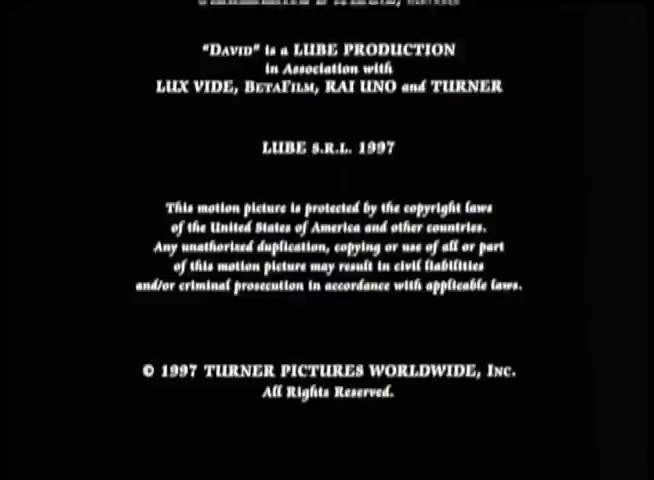 "DAVID" is a LUBE PRODUCTION
in Association with
LUX VIDE, BETAFILM, RAI UNO and TURNER
LUBE S.R.L. 1997
This motion picture is protected by the copyright laws
of the United States of America and other countries.
Any unathorized duplication, copying or use of all or part
of this motion picture may result in civil liabilities
and/or criminal prosecution in accordance with applicable laws.
© 1997 TURNER PICTURES WORLDWIDE, INC.
All Rights Reserved.